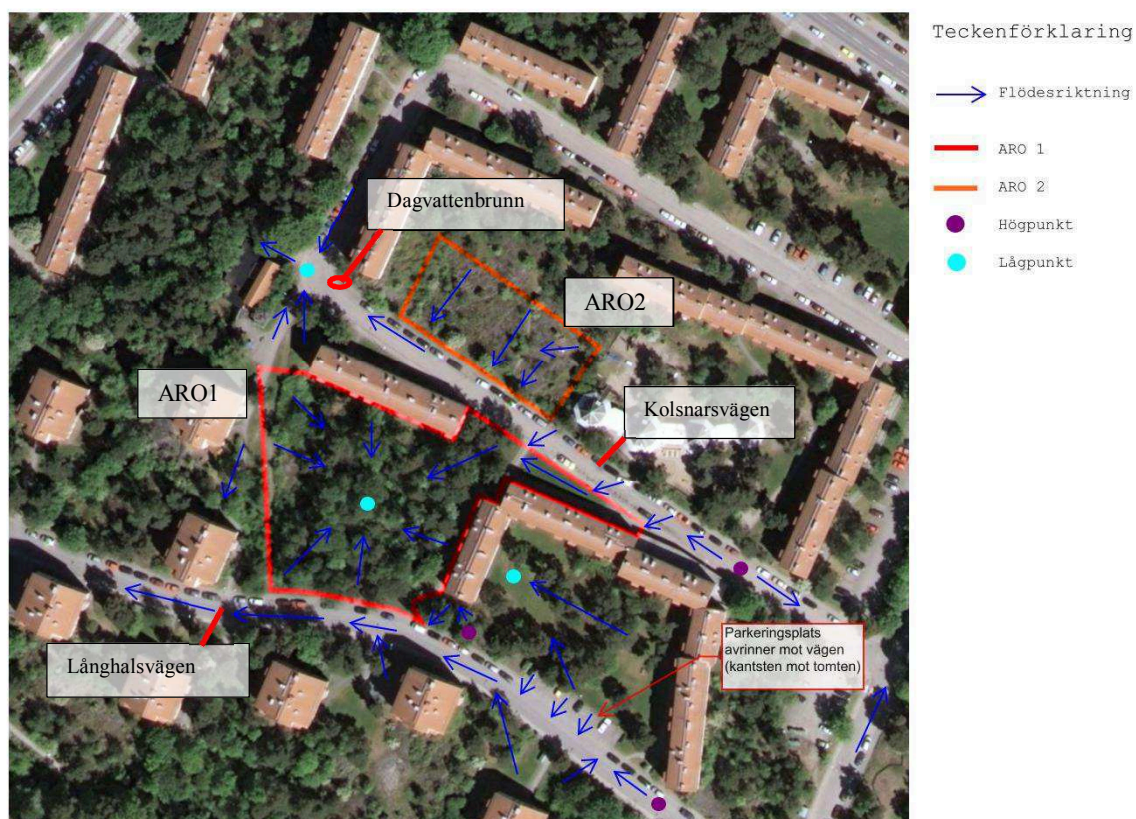 Teckenförklaring
Flödesriktning
ARO 1
ARO 2
Högpunkt
Lågpunkt
Dagvattenbrunn
ARO2
ARO1
Kolsnarsvägen
Parkeringsplats
avrinner mot vägen
(kantsten mot tomten)
Långhalsvägen